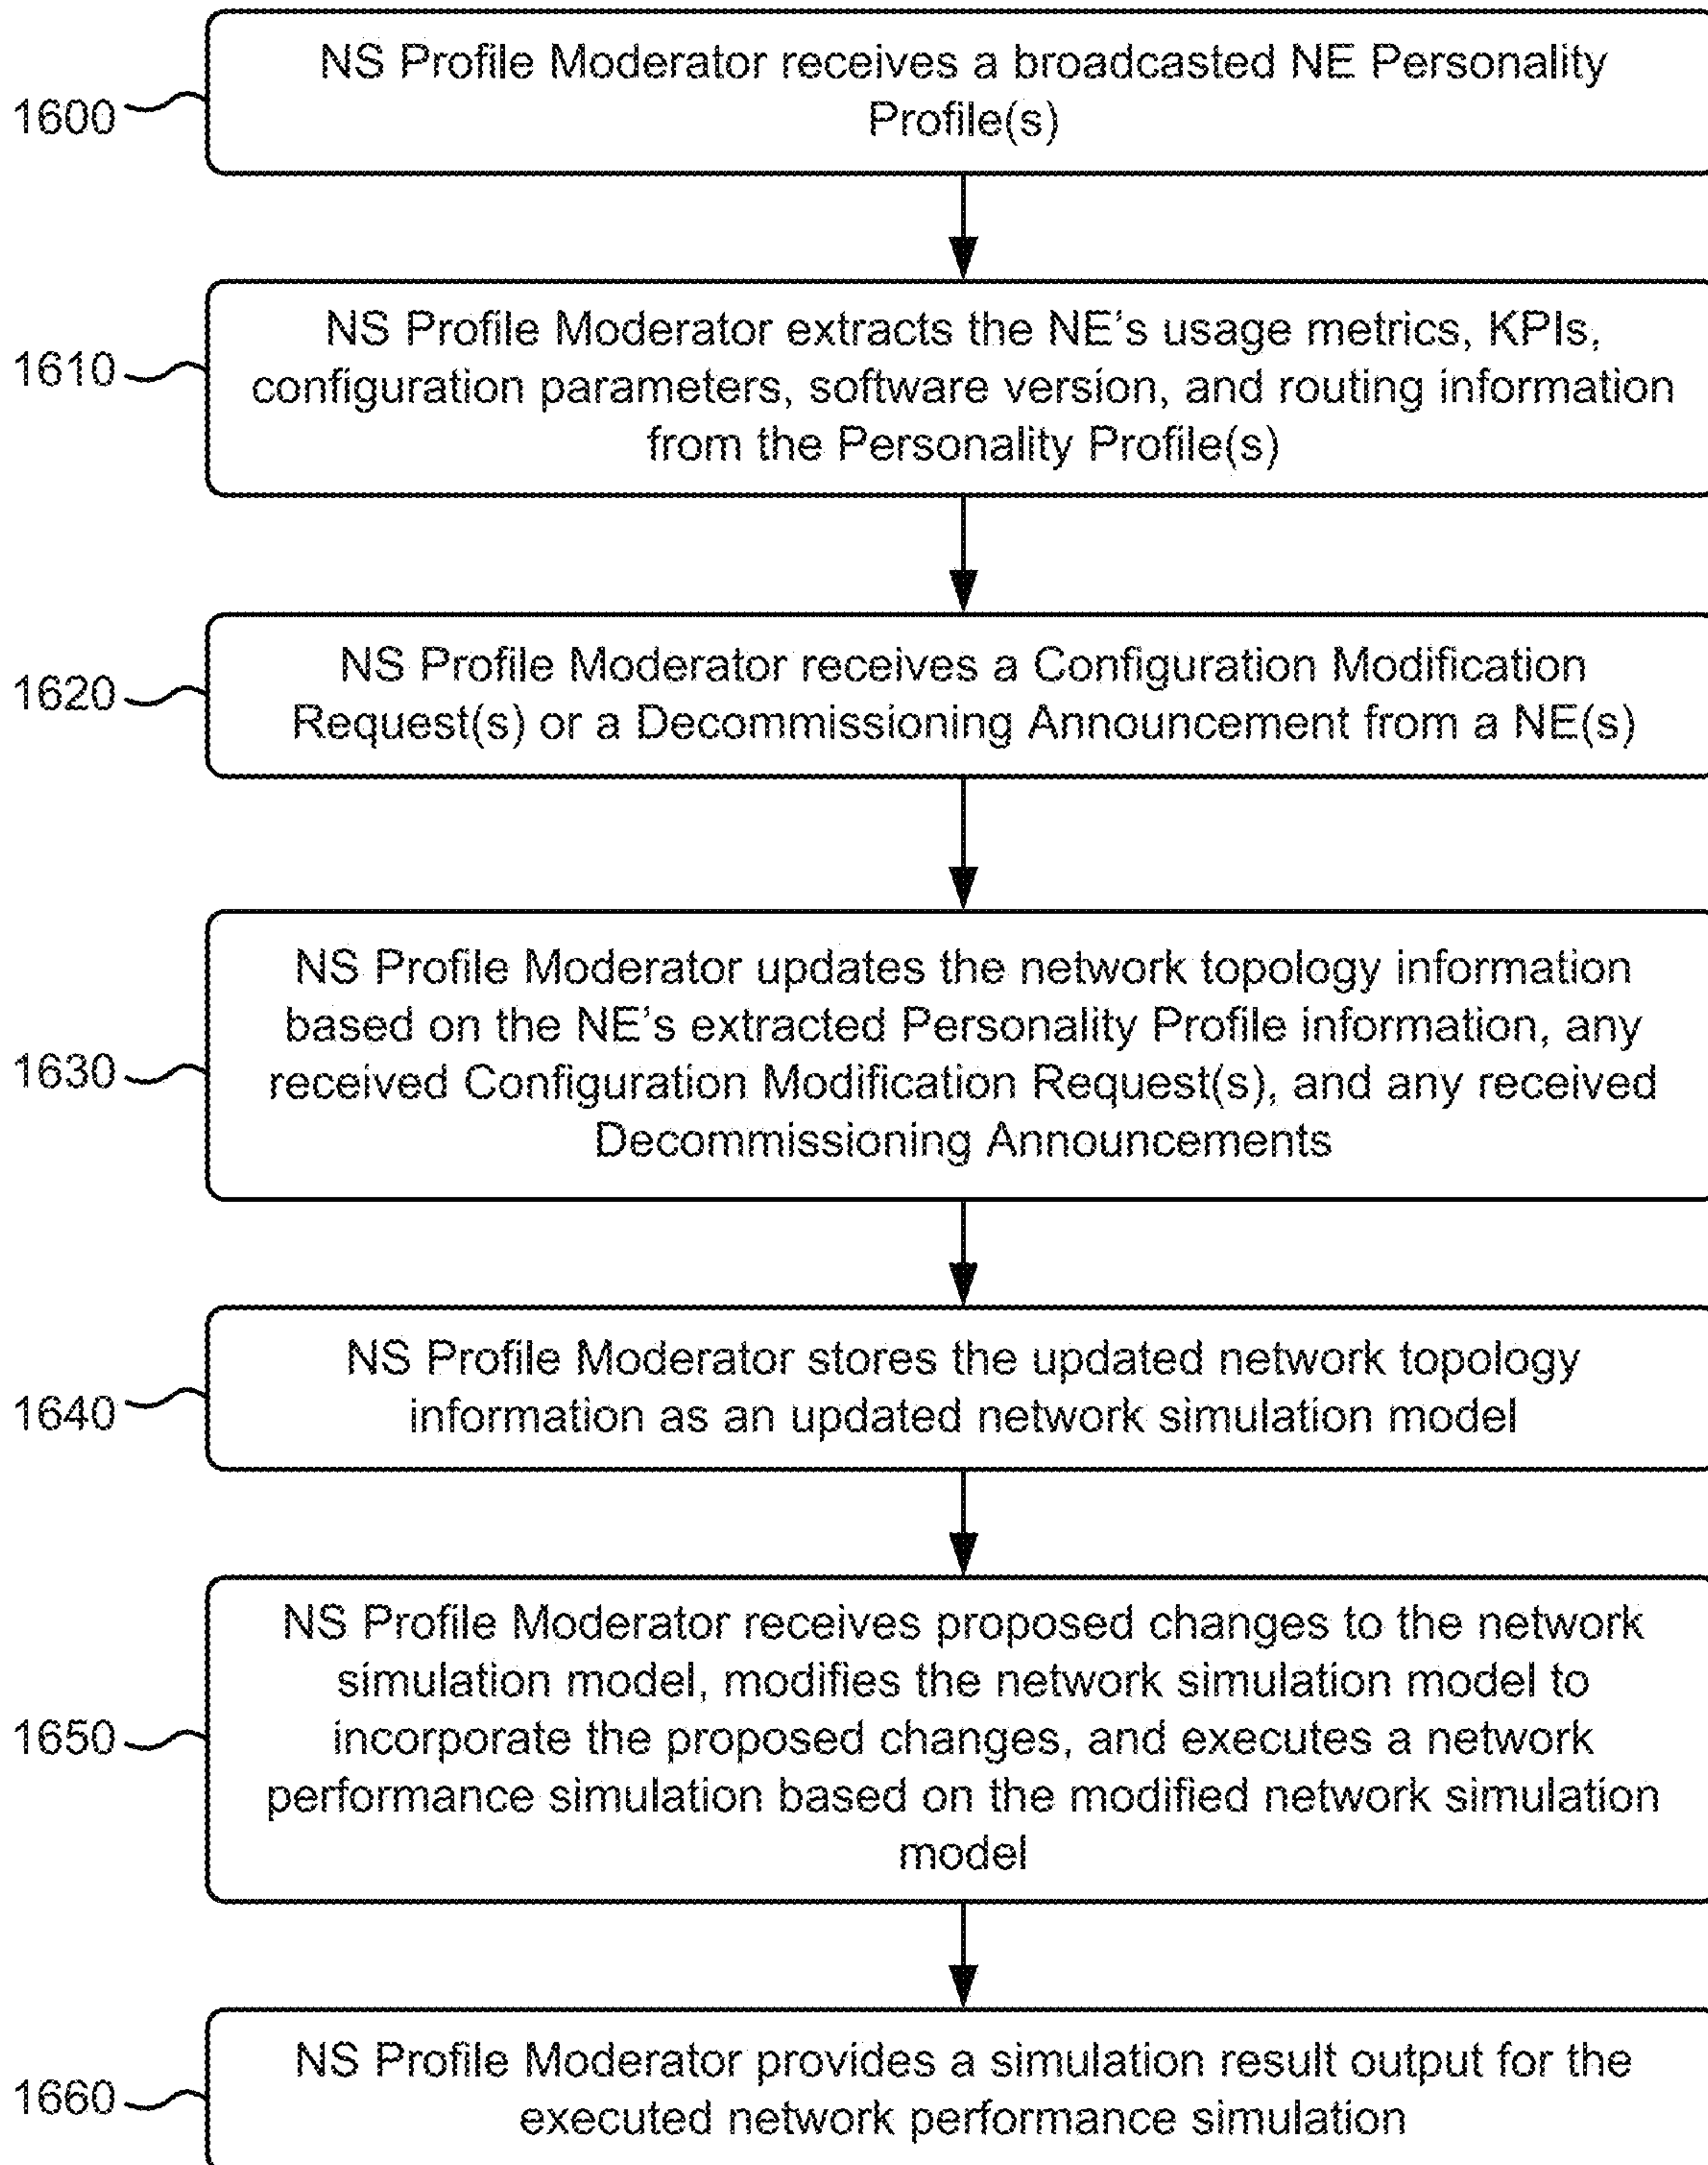 NS Profile Moderator receives a broadcasted NE Personality
Profile(s)
1600
NS Profile Moderator extracts the NE's usage metrics, KPIs,
configuration parameters, software version, and routing information
from the Personality Profile(s)
1610
NS Profile Moderator receives a Configuration Modification
Request(s) or a Decommissioning Announcement from a NE(s)
1620
NS Profile Moderator updates the network topology information
based on the NE's extracted Personality Profile information, any
received Configuration Modification Request(s), and any received
Decommissioning Announcements
1630
NS Profile Moderator stores the updated network topology
information as an updated network simulation model
1640
NS Profile Moderator receives proposed changes to the network
simulation model, modifies the network simulation model to
incorporate the proposed changes, and executes a network
performance simulation based on the modified network simulation
model
1650
NS Profile Moderator provides a simulation result output for the
executed network performance simulation
1660